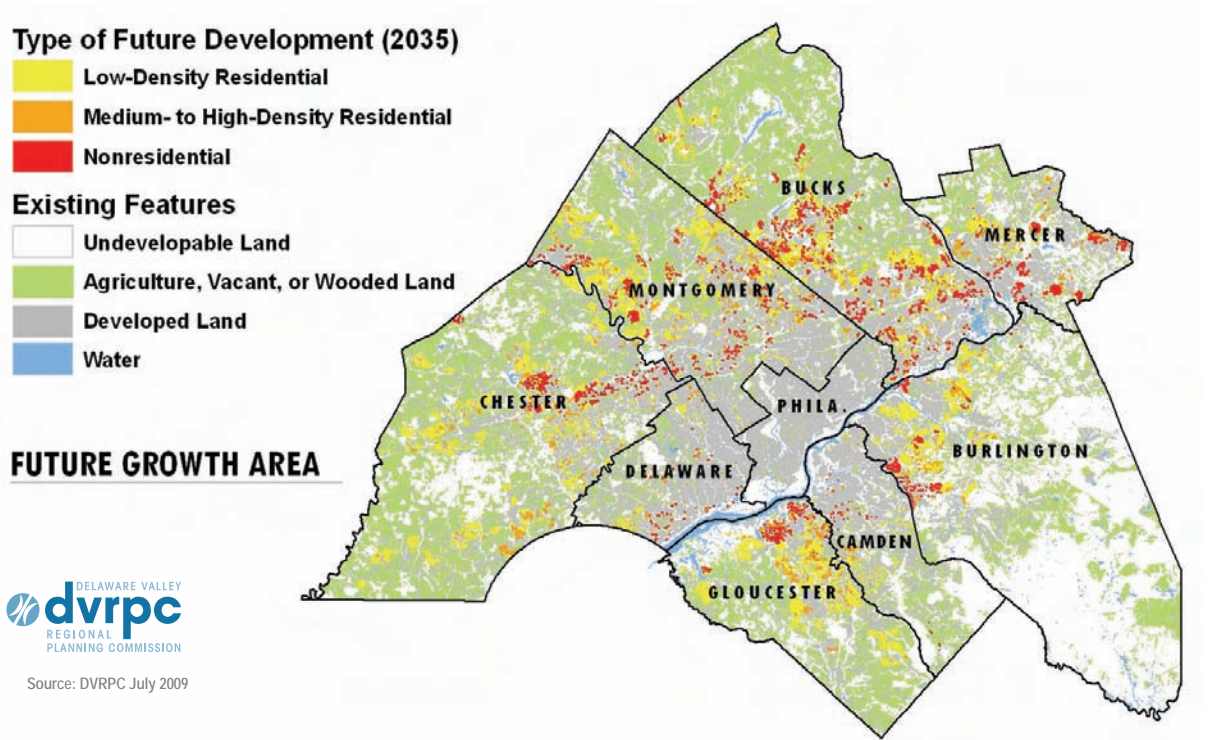 Type of Future Development (2035)
Low-Density Residential
Medium- to High-Density Residential
Nonresidential
Existing Features
Undevelopable Land
Agriculture, Vacant, or Wooded Land
Developed Land
Water
FUTURE GROWTH AREA
DELAWARE VALLEY
dvrpc
REGIONAL
PLANNING COMMISSION
Source: DVRPC July 2009
BUCKS
MERCER
MONTGOMERY
CHESTER
PHILA.
DELAWARE
BURLINGTON
CAMDEN
GLOUCESTER